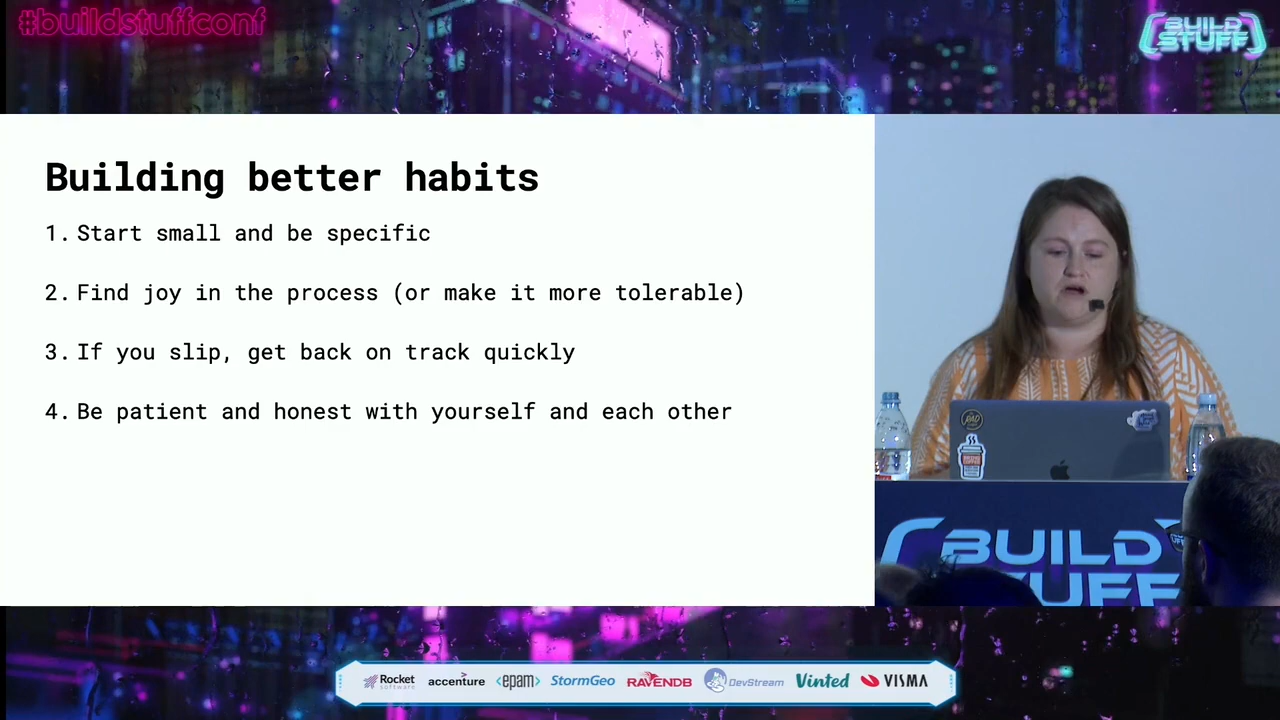 #buildstuffconf
BUILD
STUFF
Building better habits
1. Start small and be specific
2. Find joy in the process (or make it more tolerable)
3. If you slip, get back on track quickly
4. Be patient and honest with yourself and each other
BUILD
STUFF
Rocket
software
accenture
<epam>
StormGeo
RAVENDB
DevStream
Vinted
VISMA